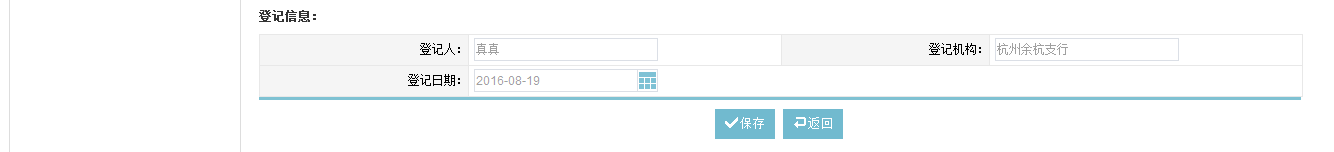 登记信息：
登记人： 真真 登记机构： 杭州余杭支行
登记日期： 2016-08-19
保存 返回